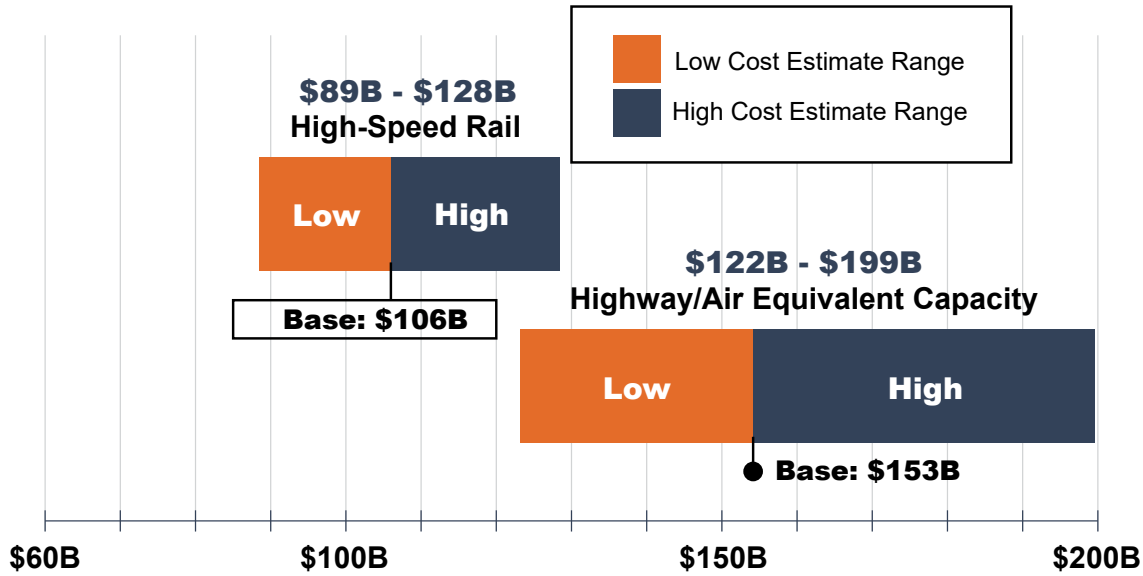 Low Cost Estimate Range
High Cost Estimate Range
$89B - $128B
High-Speed Rail
Low
High
Base: $106B
$122B - $199B
Highway/Air Equivalent Capacity
Low
High
Base: $153B
$60B
$100B
$150B
$200B